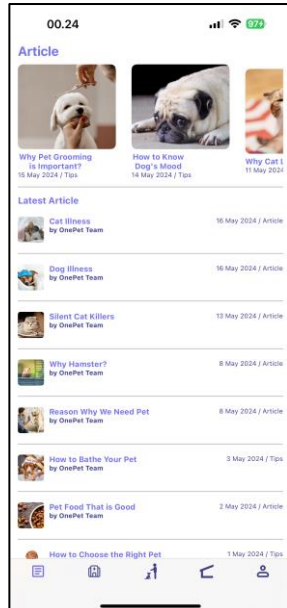 00.24
97
Article
Why Pet Grooming
is Important?
15 May 2024 / Tips
How to Know
Dog's Mood
14 May 2024 / Tips
Why Cat L
11 May 2024
Latest Article
Cat Illness
by OnePet Team
16 May 2024 / Article
Dog Illness
by OnePet Team
16 May 2024 / Article
Silent Cat Killers
by OnePet Team
13 May 2024 / Article
Why Hamster?
by OnePet Team
8 May 2024 / Article
Reason Why We Need Pet
by OnePet Team
8 May 2024 / Article
How to Bathe Your Pet
by OnePet Team
3 May 2024 / Tips
Pet Food That is Good
by OnePet Team
2 May 2024 / Article
How to Choose the Right Pet
1 May 2024 / Tips